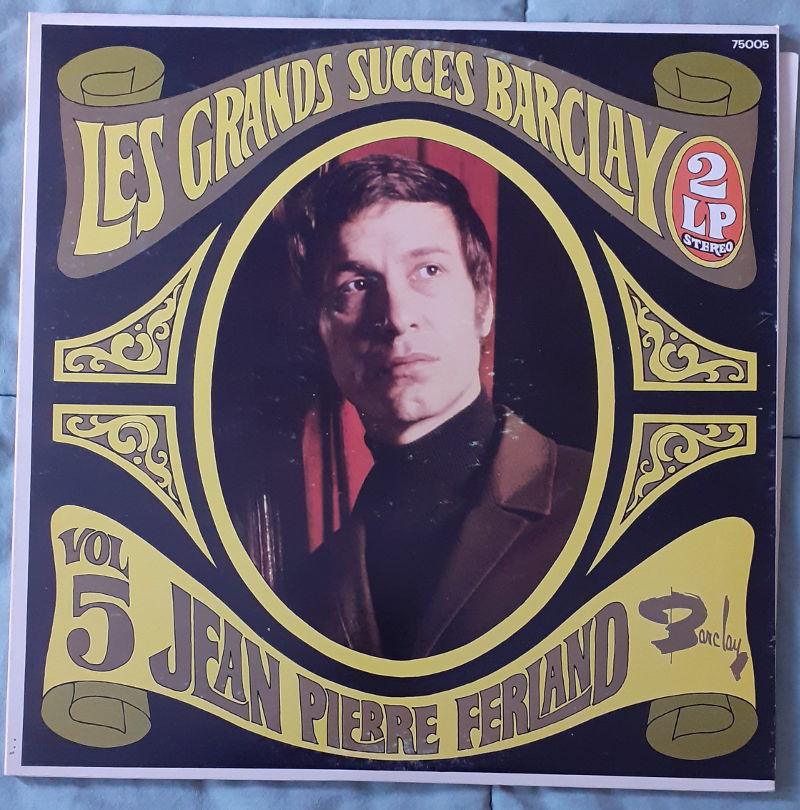 75005
LES GRANDS SUCCES BARCLAY
2
LP
STEREO
VOL
5
JEAN PIERRE FERLAND
Barclay